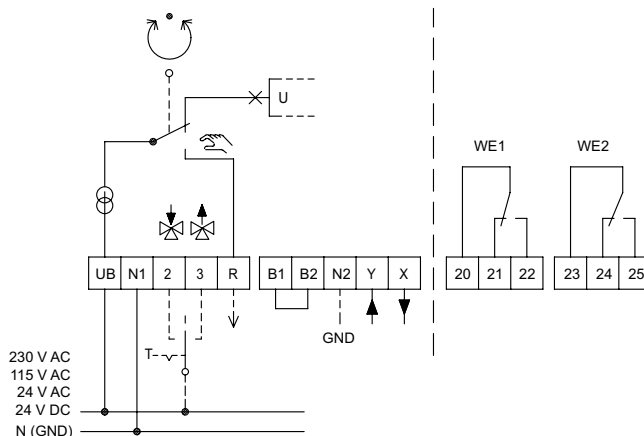 U
WE1 WE2
UB N1 2 3 R B1 B2 N2 Y X 20 21 22 23 24 25
GND
T
230 V AC
115 V AC
24 V AC
24 V DC
N (GND)